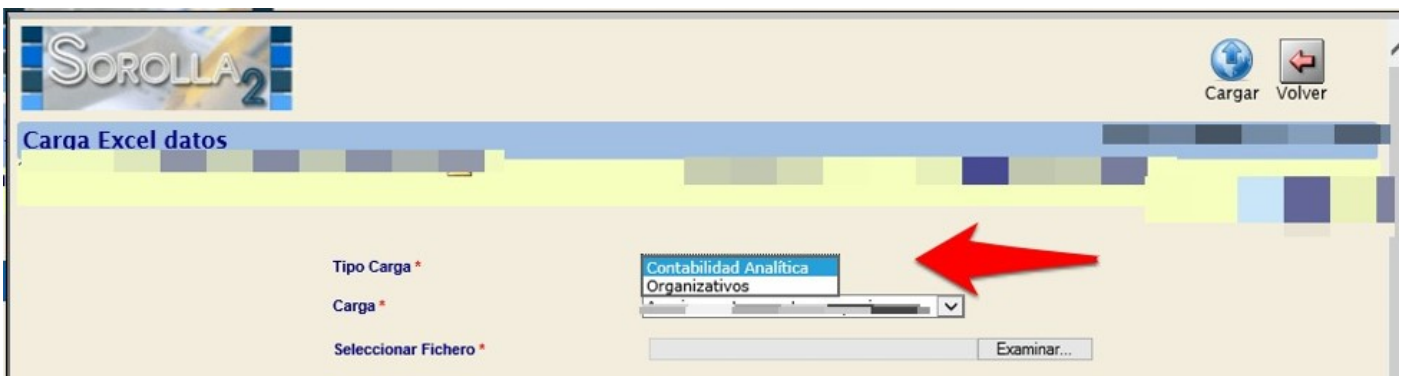 SOROLLA2
Cargar Volver
Carga Excel datos
Tipo Carga *
Contabilidad Analítica
Organizativos
Carga *
Seleccionar Fichero *
Examinar...